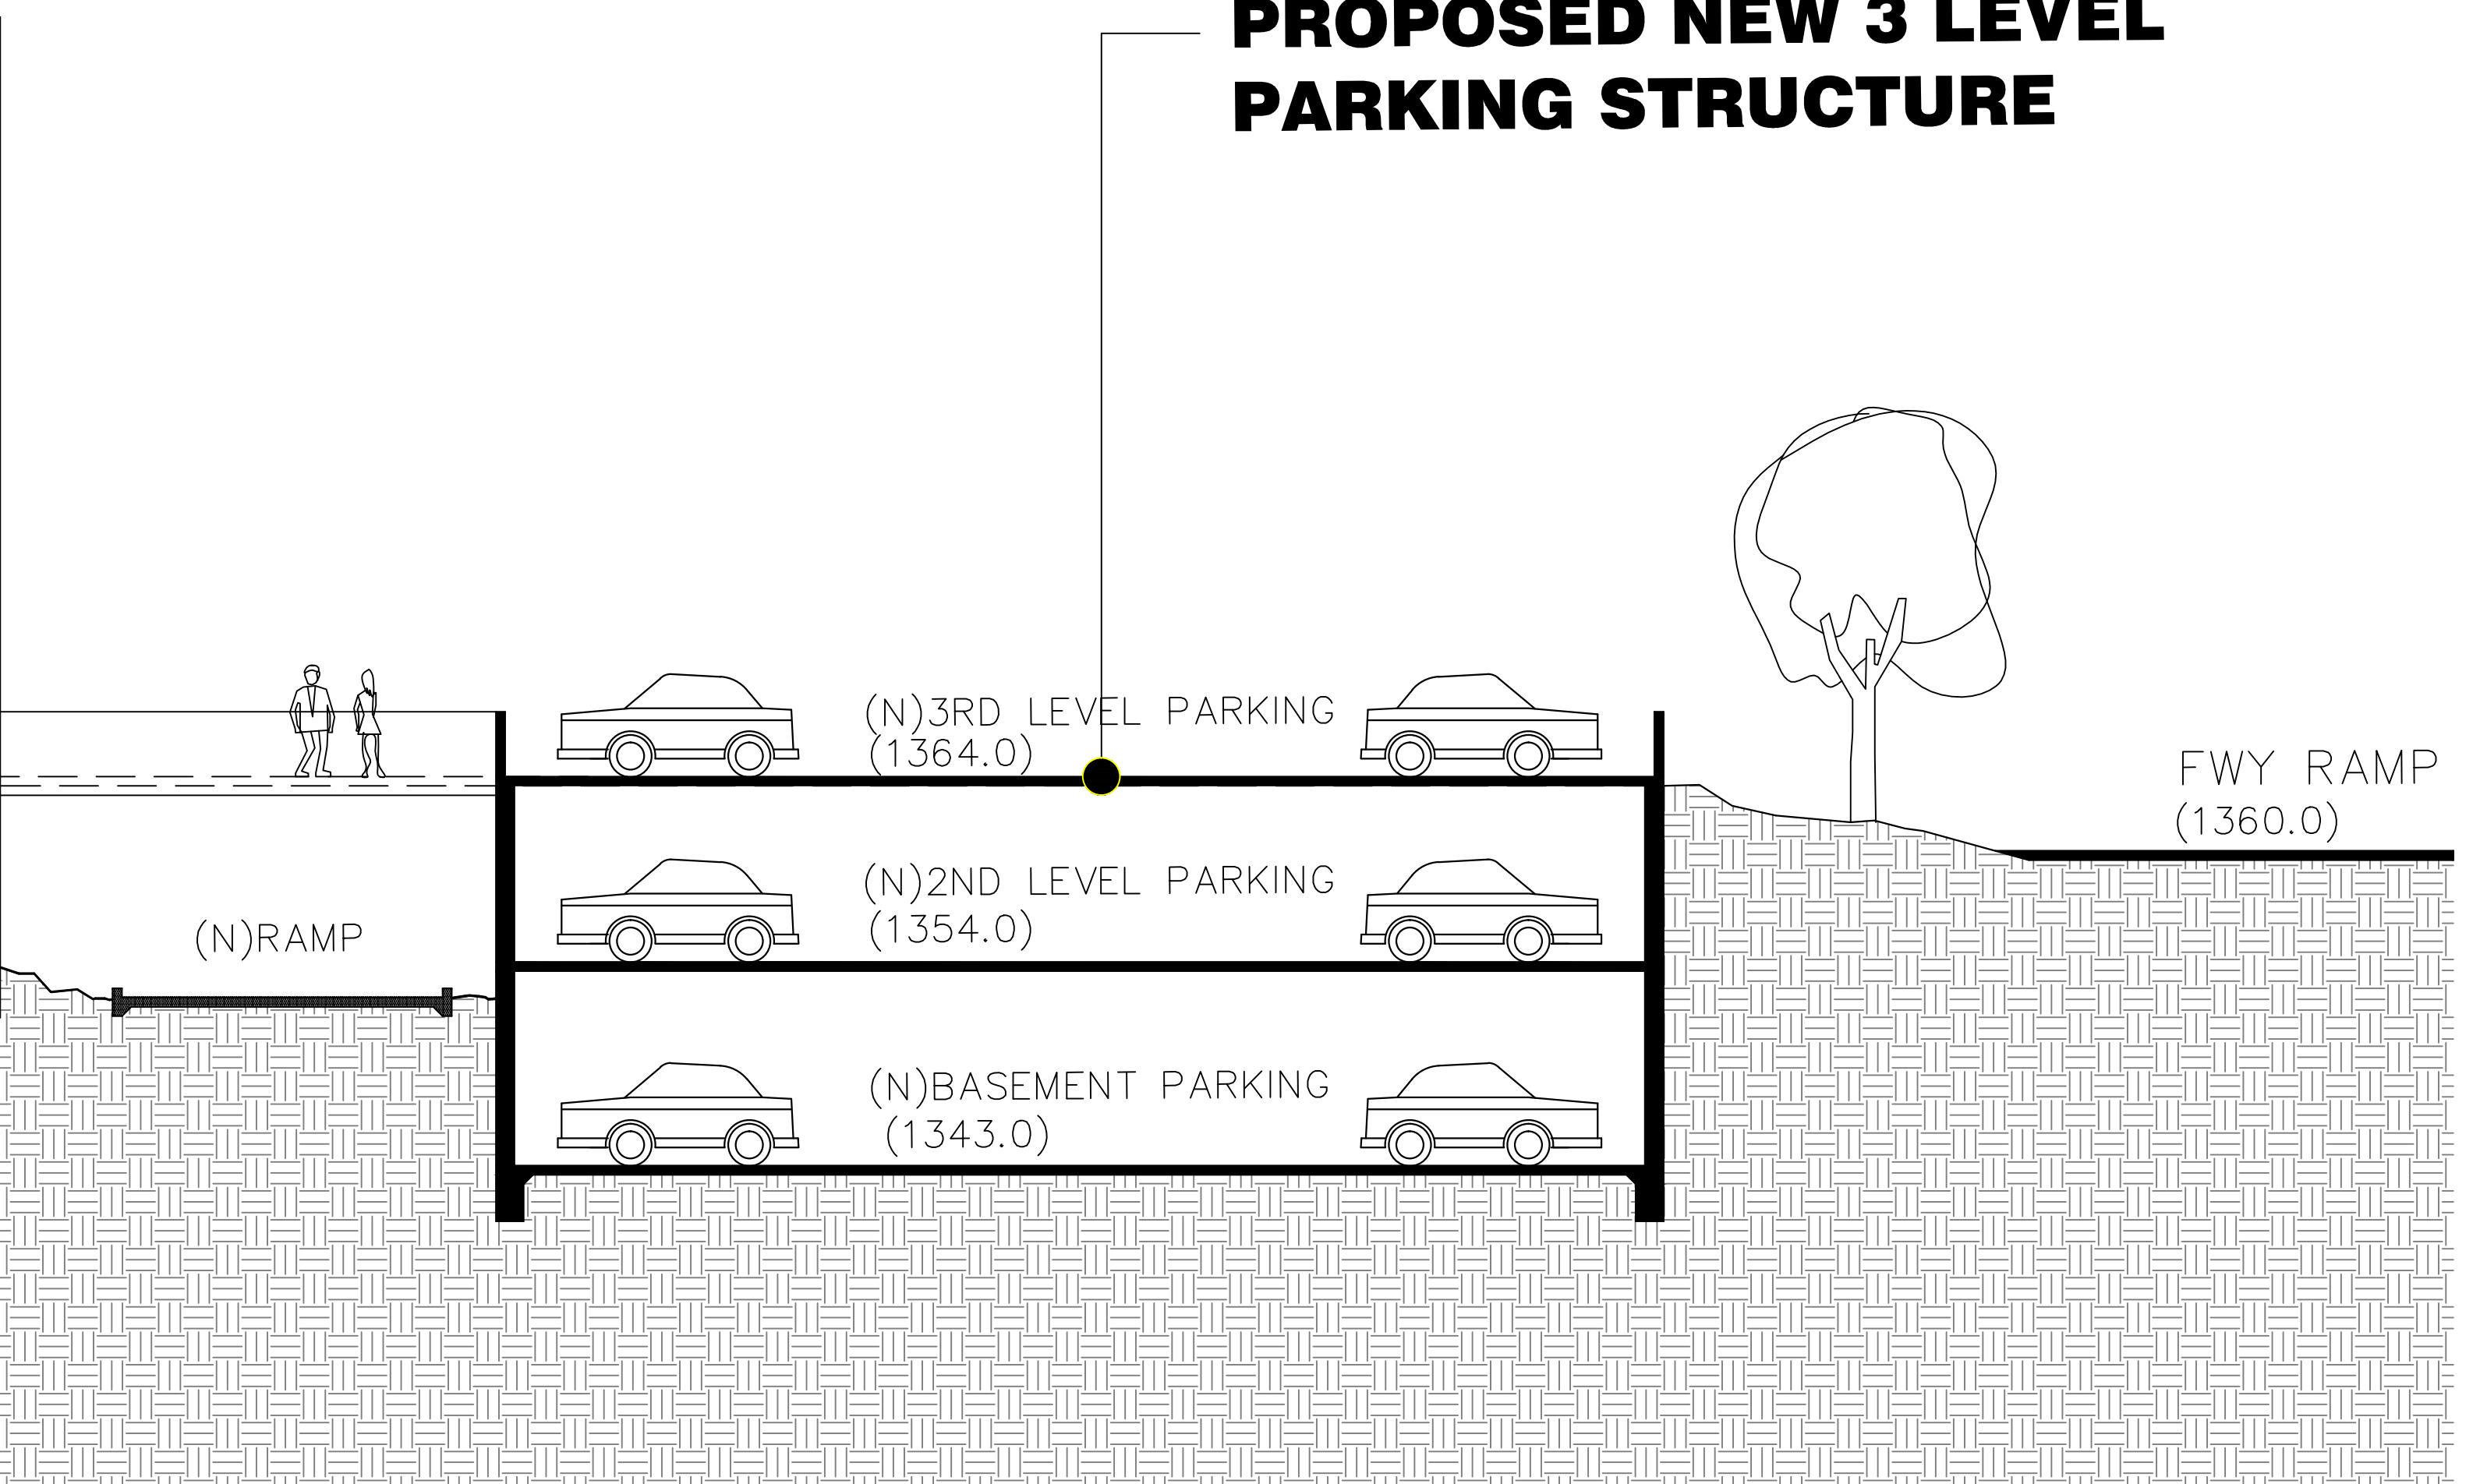 PROPOSED NEW 3 LEVEL
PARKING STRUCTURE
(N)3RD LEVEL PARKING
(1364.0)
FWY RAMP
(1360.0)
(N)2ND LEVEL PARKING
(1354.0)
(N)RAMP
(N)BASEMENT PARKING
(1343.0)